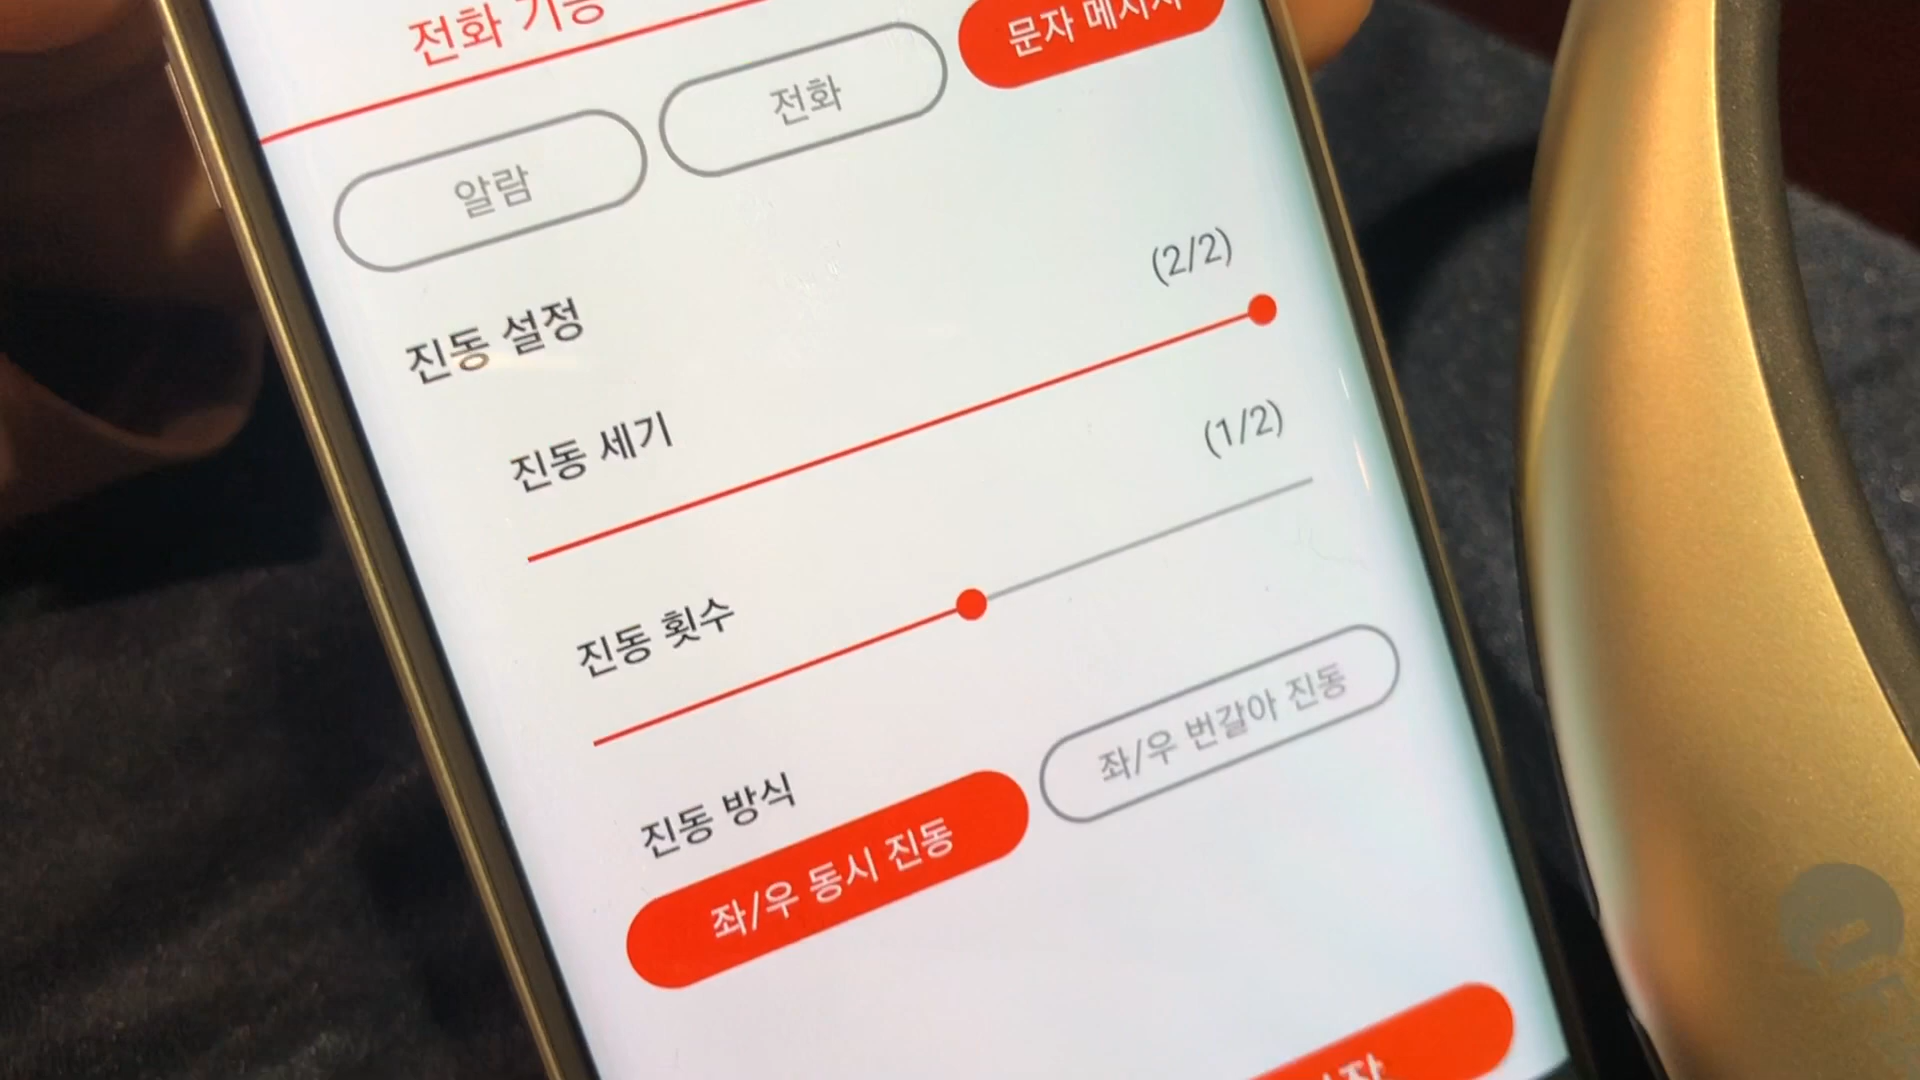 전화 기능
알람
전화
문자 메시지
진동 설정
진동 세기
(2/2)
진동 횟수
(1/2)
진동 방식
좌/우 동시 진동
좌/우 번갈아 진동